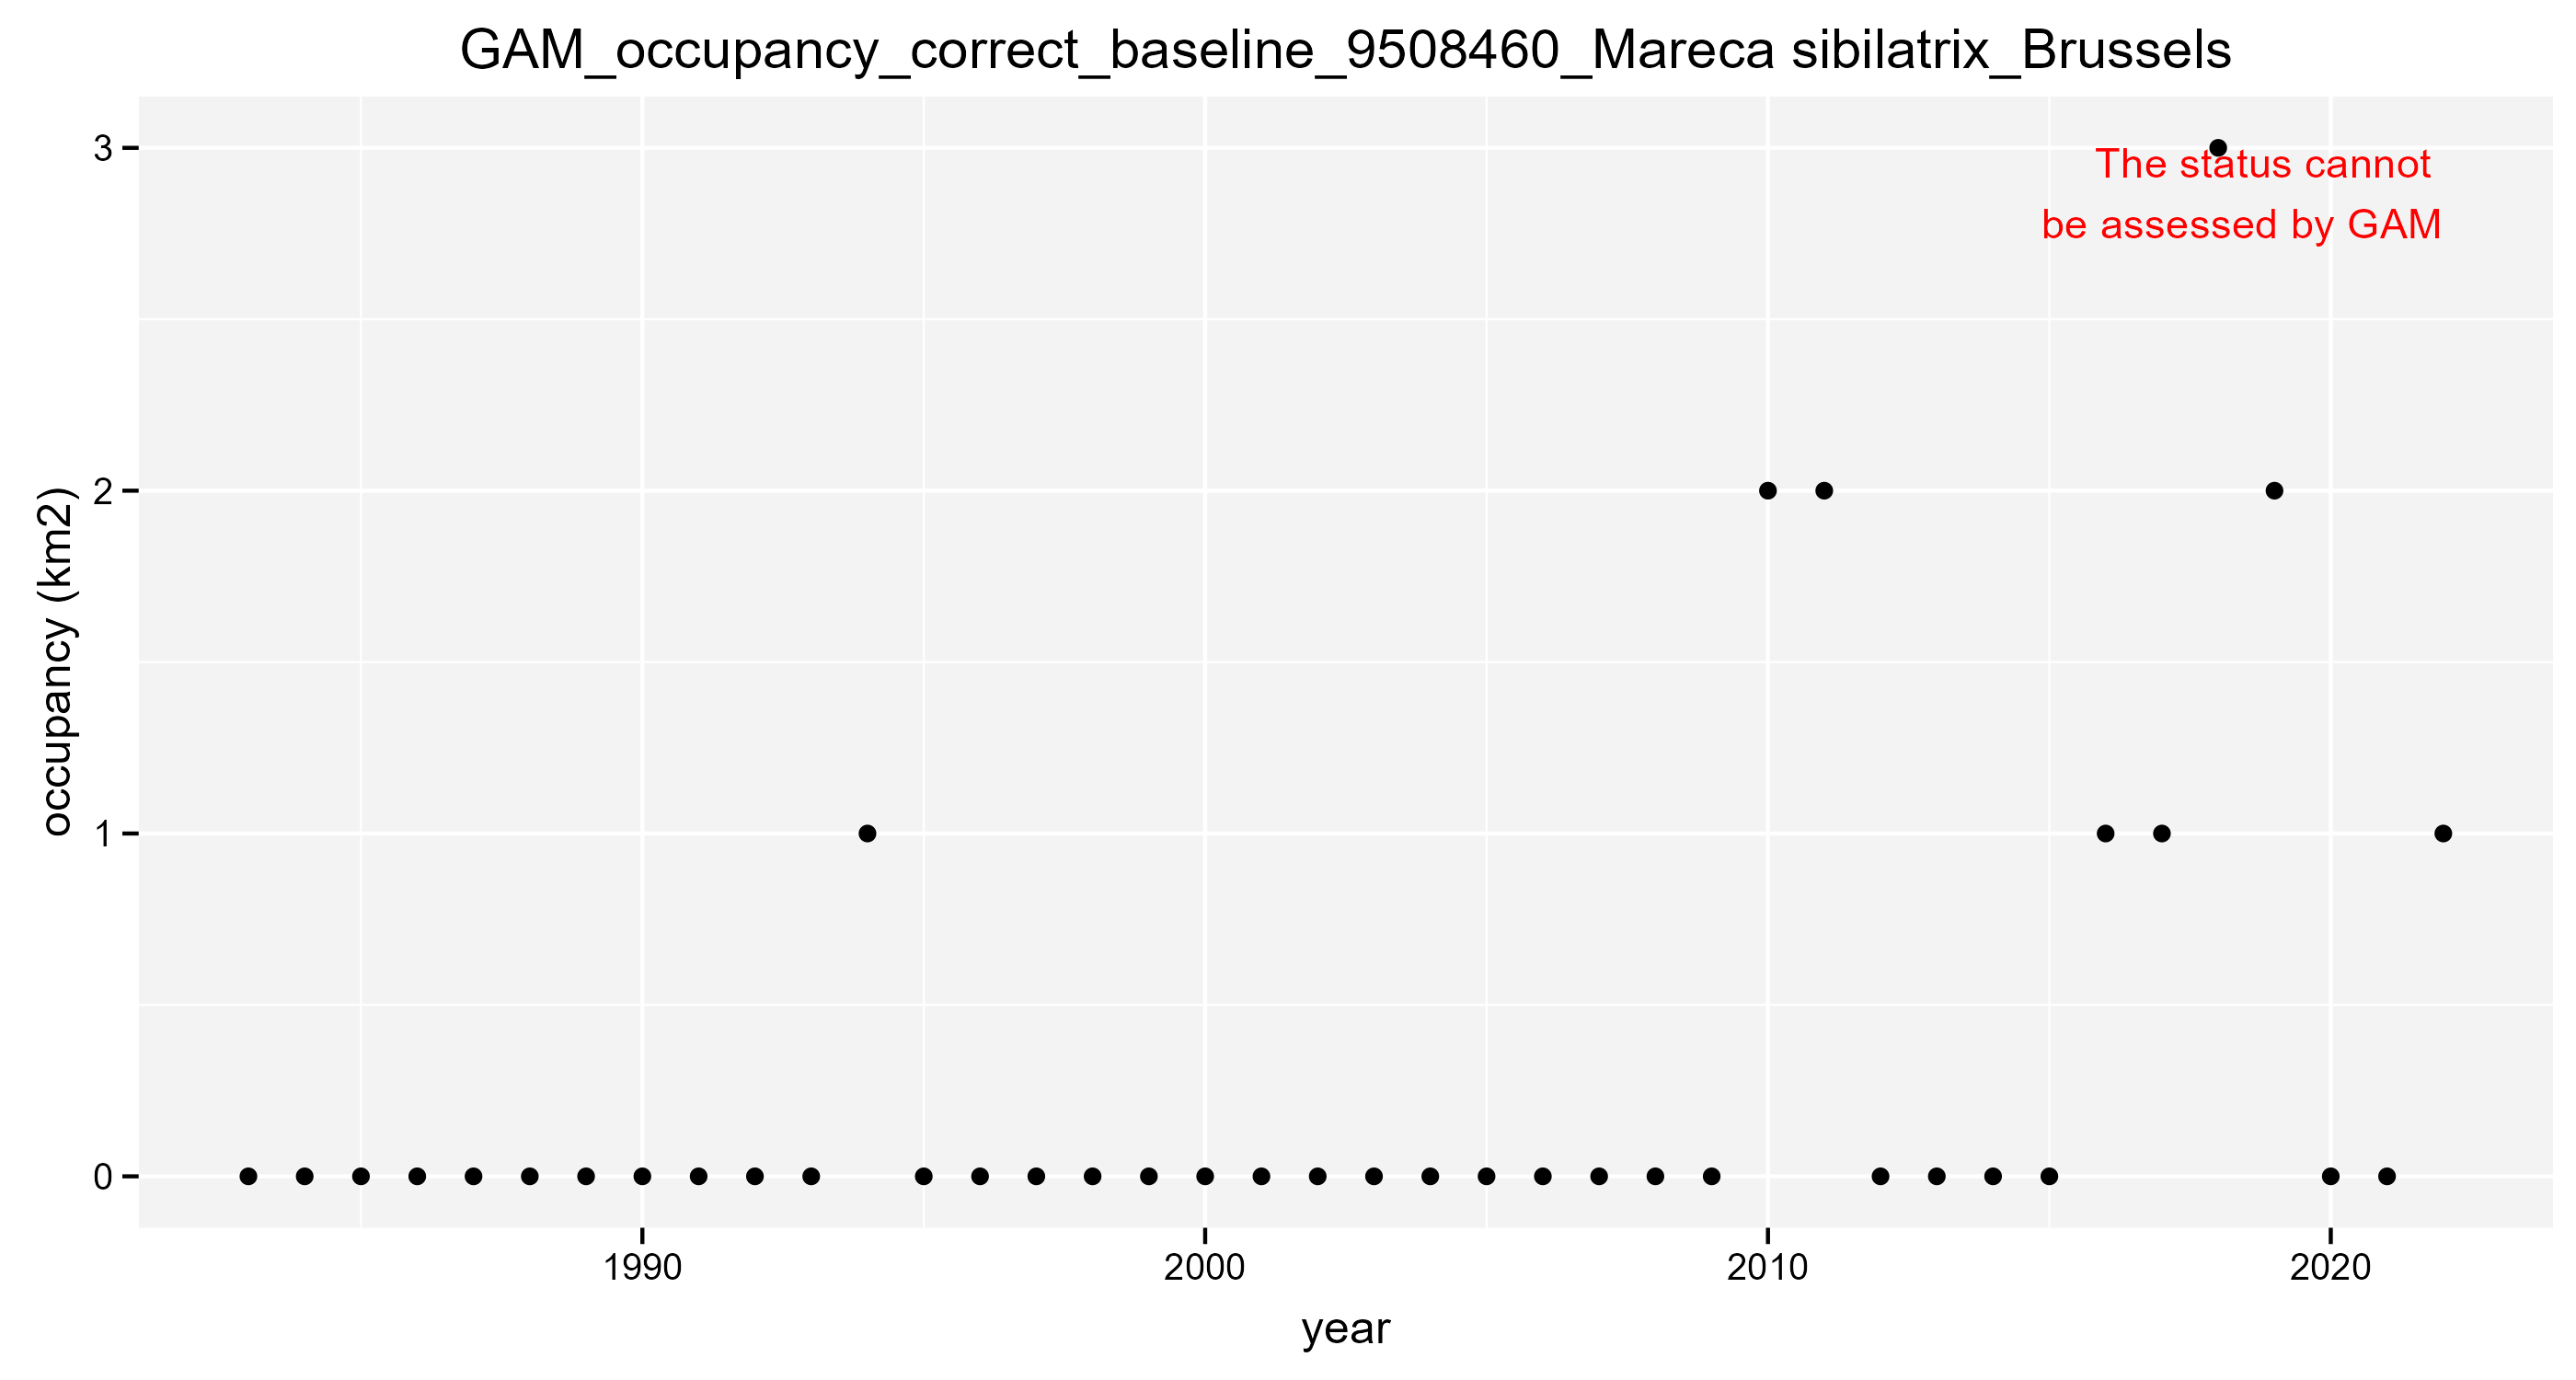 GAM_occupancy_correct_baseline_9508460_Mareca sibilatrix_Brussels
3
The status cannot
be assessed by GAM
2
occupancy (km2)
1
0
1990 2000 2010 2020
year